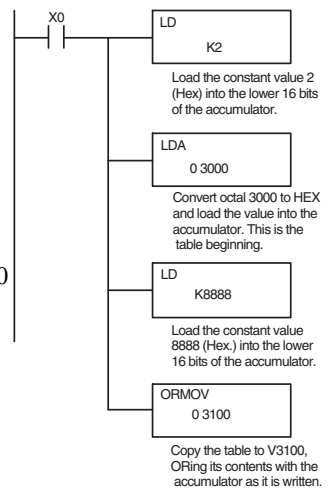 X0
LD
K2
Load the constant value 2
(Hex) into the lower 16 bits
of the accumulator.
LDA
0 3000
Convert octal 3000 to HEX
and load the value into the
accumulator. This is the
table beginning.
0
LD
K8888
Load the constant value
8888 (Hex.) into the lower
16 bits of the accumulator.
ORMOV
0 3100
Copy the table to V3100,
ORing its contents with the
accumulator as it is written.